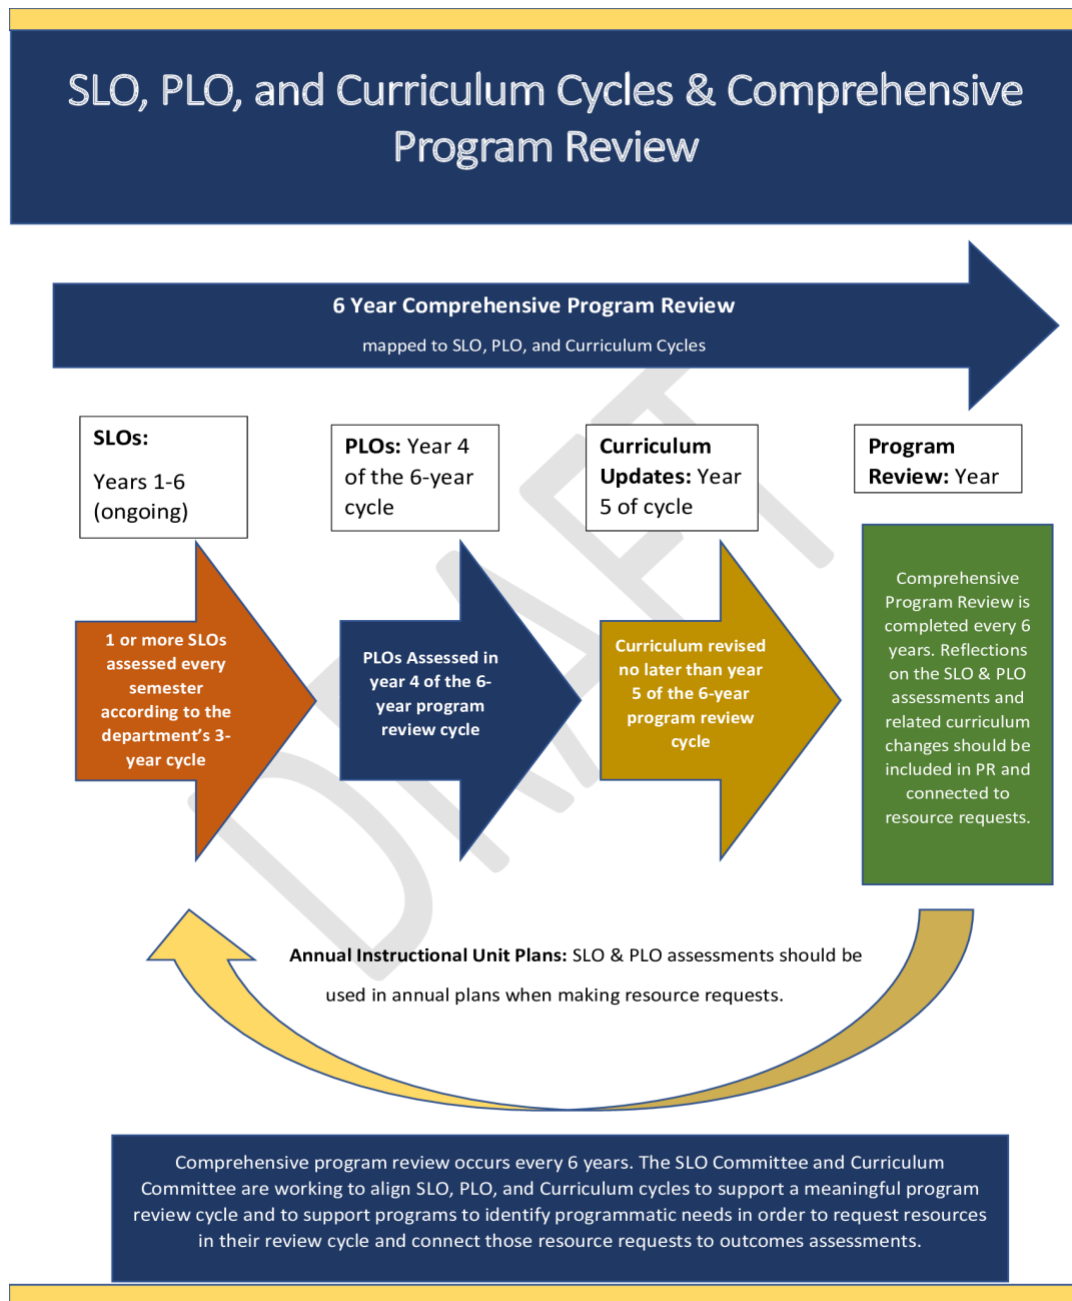 SLO, PLO, and Curriculum Cycles & Comprehensive
Program Review
6 Year Comprehensive Program Review
mapped to SLO, PLO, and Curriculum Cycles
SLOs:
Years 1-6
(ongoing)
PLOs: Year 4
of the 6-year
cycle
Curriculum
Updates: Year
5 of cycle
Program
Review: Year
1 or more SLOs
assessed every
semester
according to the
department's 3-
year cycle
PLOs Assessed in
year 4 of the 6-
year program
review cycle
Curriculum revised
no later than year
5 of the 6-year
program review
cycle
Comprehensive
Program Review is
completed every 6
years. Reflections
on the SLO & PLO
assessments and
related curriculum
changes should be
included in PR and
connected to
resource requests.
DRAFT
Annual Instructional Unit Plans: SLO & PLO assessments should be
used in annual plans when making resource requests.
Comprehensive program review occurs every 6 years. The SLO Committee and Curriculum
Committee are working to align SLO, PLO, and Curriculum cycles to support a meaningful program
review cycle and to support programs to identify programmatic needs in order to request resources
in their review cycle and connect those resource requests to outcomes assessments.